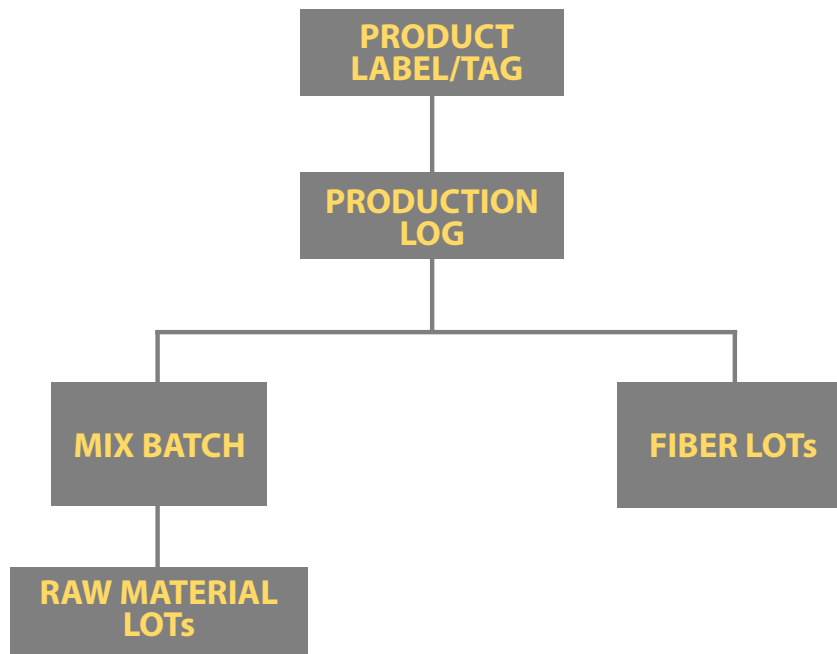 PRODUCT
LABEL/TAG
PRODUCTION
LOG
MIX BATCH
FIBER LOTs
RAW MATERIAL
LOTs